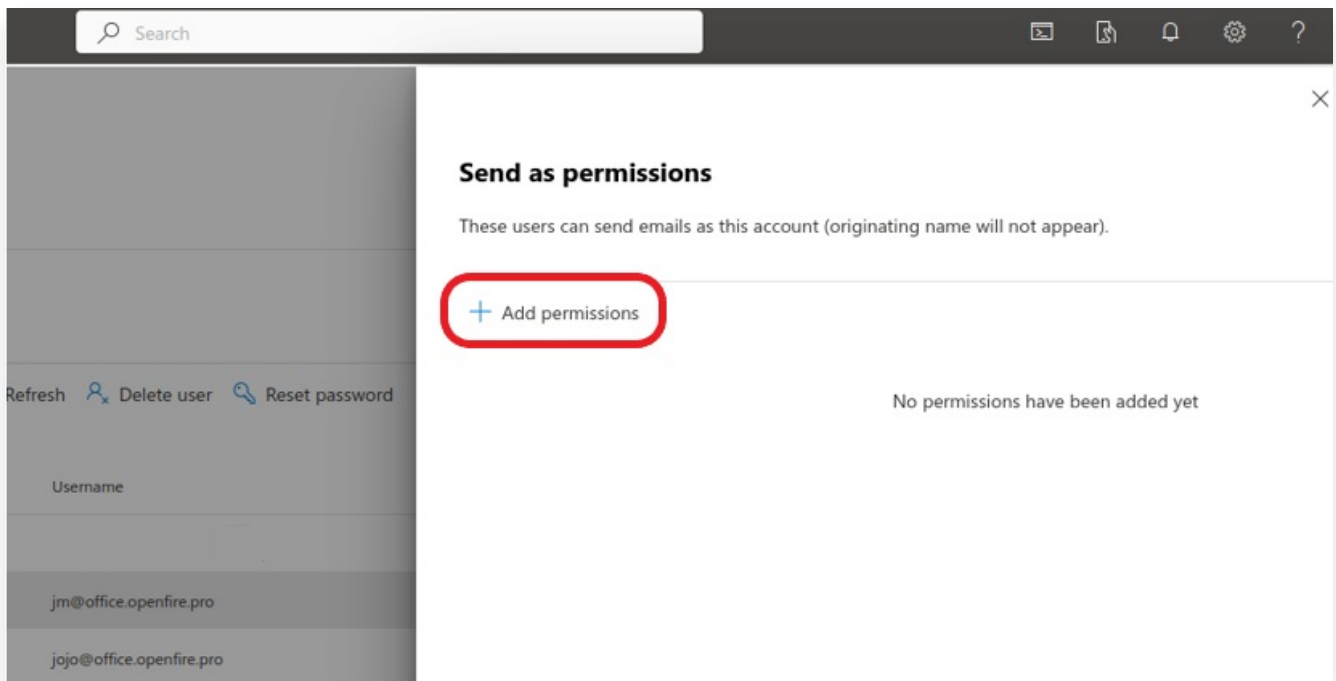 Search
Send as permissions
These users can send emails as this account (originating name will not appear).
Add permissions
No permissions have been added yet
Refresh Delete user Reset password
Username
jm@office.openfire.pro
jojo@office.openfire.pro